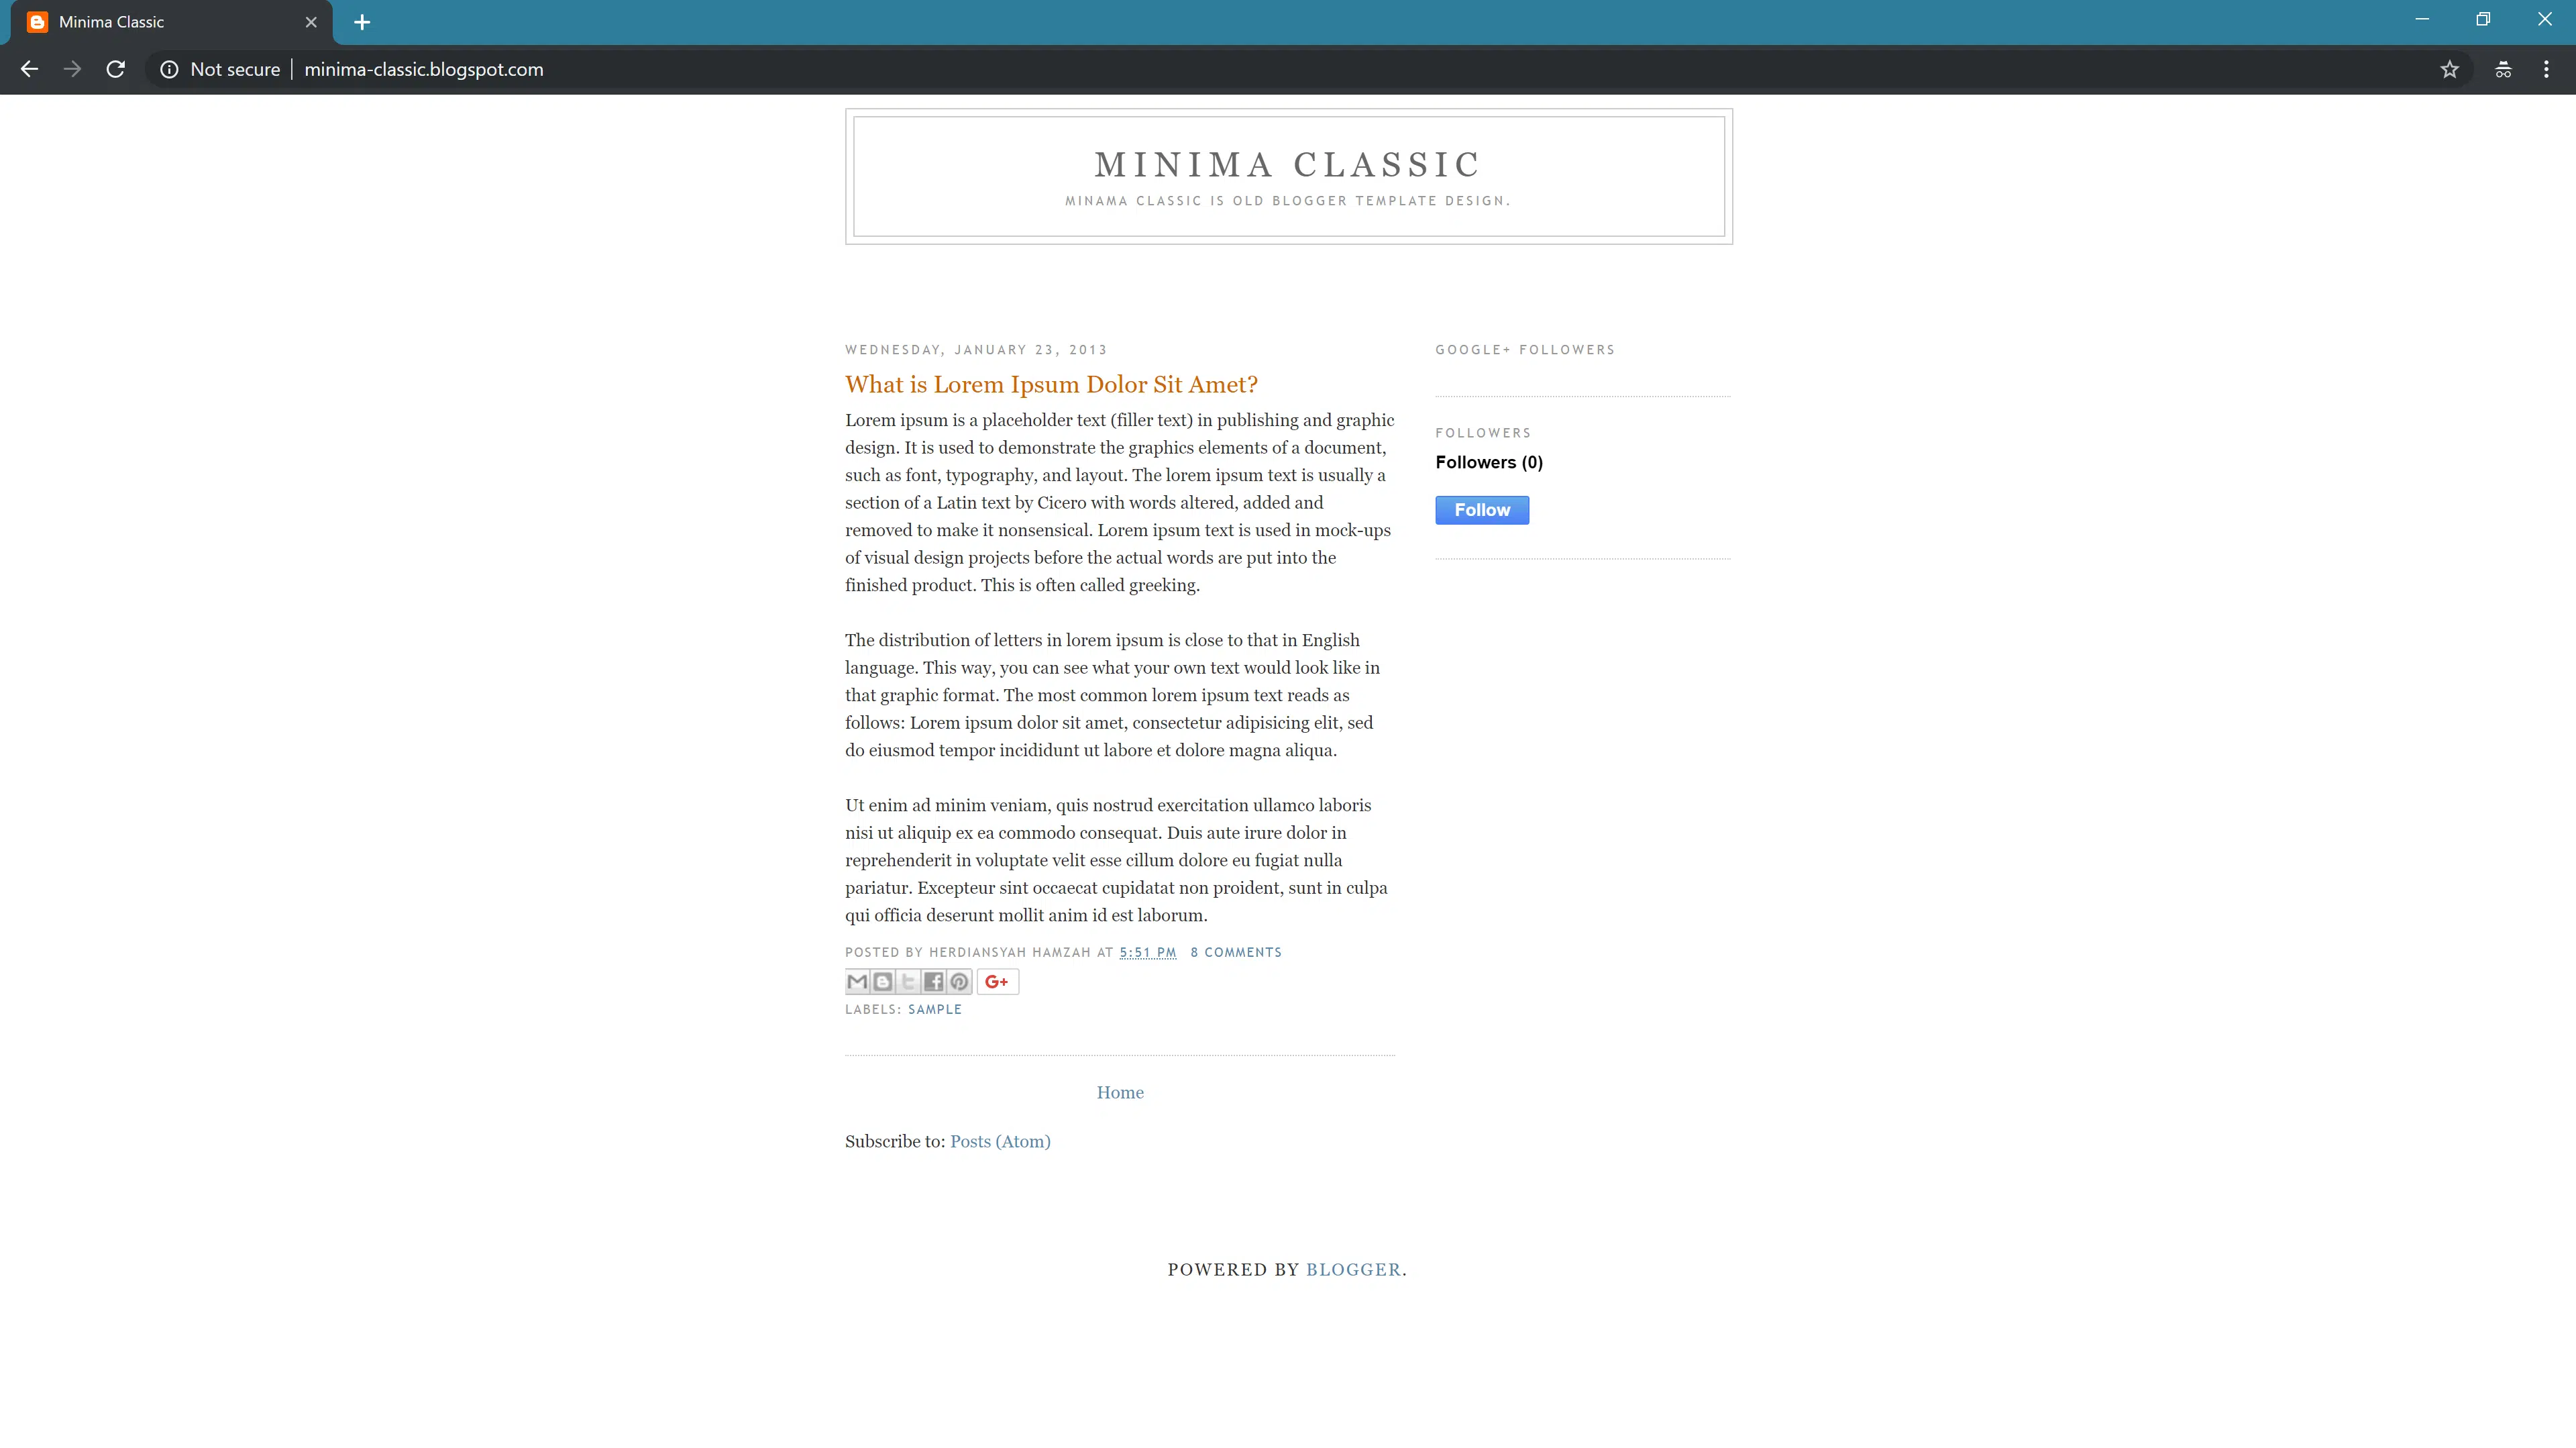 Minima Classic
Not secure
minima-classic.blogspot.com
MINIMA CLASSIC
MINAMA CLASSIC IS OLD BLOGGER TEMPLATE DESIGN.
WEDNESDAY, JANUARY 23, 2013
What is Lorem Ipsum Dolor Sit Amet?
Lorem ipsum is a placeholder text (filler text) in publishing and graphic
design. It is used to demonstrate the graphics elements of a document,
such as font, typography, and layout. The lorem ipsum text is usually a
section of a Latin text by Cicero with words altered, added and
removed to make it nonsensical. Lorem ipsum text is used in mock-ups
of visual design projects before the actual words are put into the
finished product. This is often called greeking.
The distribution of letters in lorem ipsum is close to that in English
language. This way, you can see what your own text would look like in
that graphic format. The most common lorem ipsum text reads as
follows: Lorem ipsum dolor sit amet, consectetur adipisicing elit, sed
do eiusmod tempor incididunt ut labore et dolore magna aliqua.
Ut enim ad minim veniam, quis nostrud exercitation ullamco laboris
nisi ut aliquip ex ea commodo consequat. Duis aute irure dolor in
reprehenderit in voluptate velit esse cillum dolore eu fugiat nulla
pariatur. Excepteur sint occaecat cupidatat non proident, sunt in culpa
qui officia deserunt mollit anim id est laborum.
POSTED BY HERDIANSYAH HAMZAH AT 5:51 PM 8 COMMENTS
G+
LABELS: SAMPLE
Home
Subscribe to: Posts (Atom)
GOOGLE+ FOLLOWERS
FOLLOWERS
Followers (0)
Follow
POWERED BY BLOGGER.